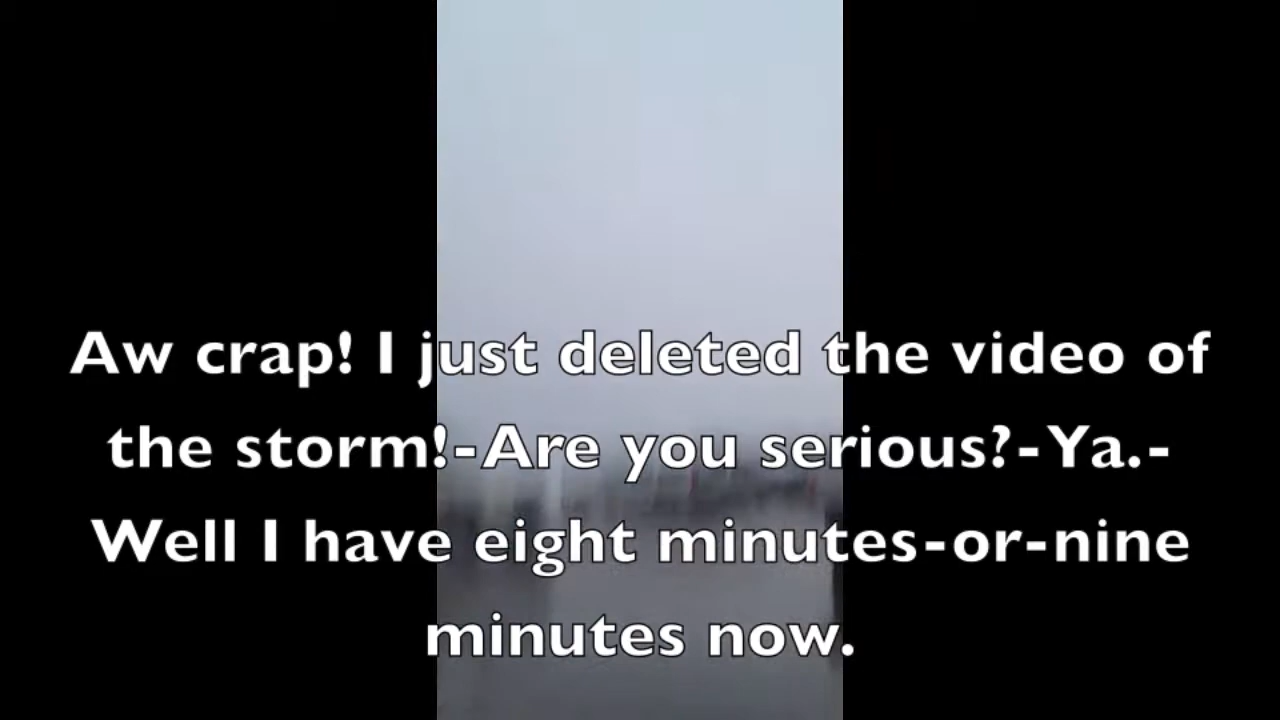 Aw crap! I just deleted the video of
the storm!-Are you serious?-Ya.-
Well I have eight minutes-or-nine
minutes now.